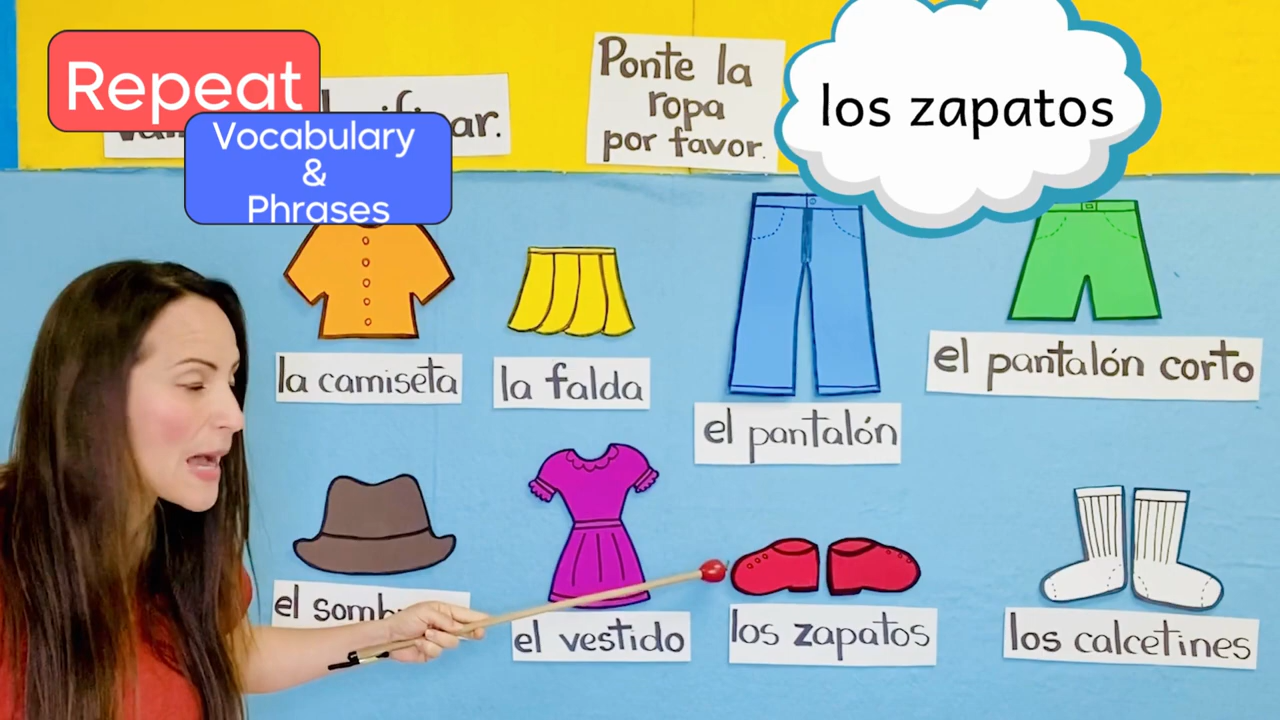 Repeat
Vocabulary
&
Phrases
Ponte la
ropa
por favor.
los zapatos
la camiseta
la falda
el pantalón
el pantalón corto
el
el vestido
los zapatos
los calcetines